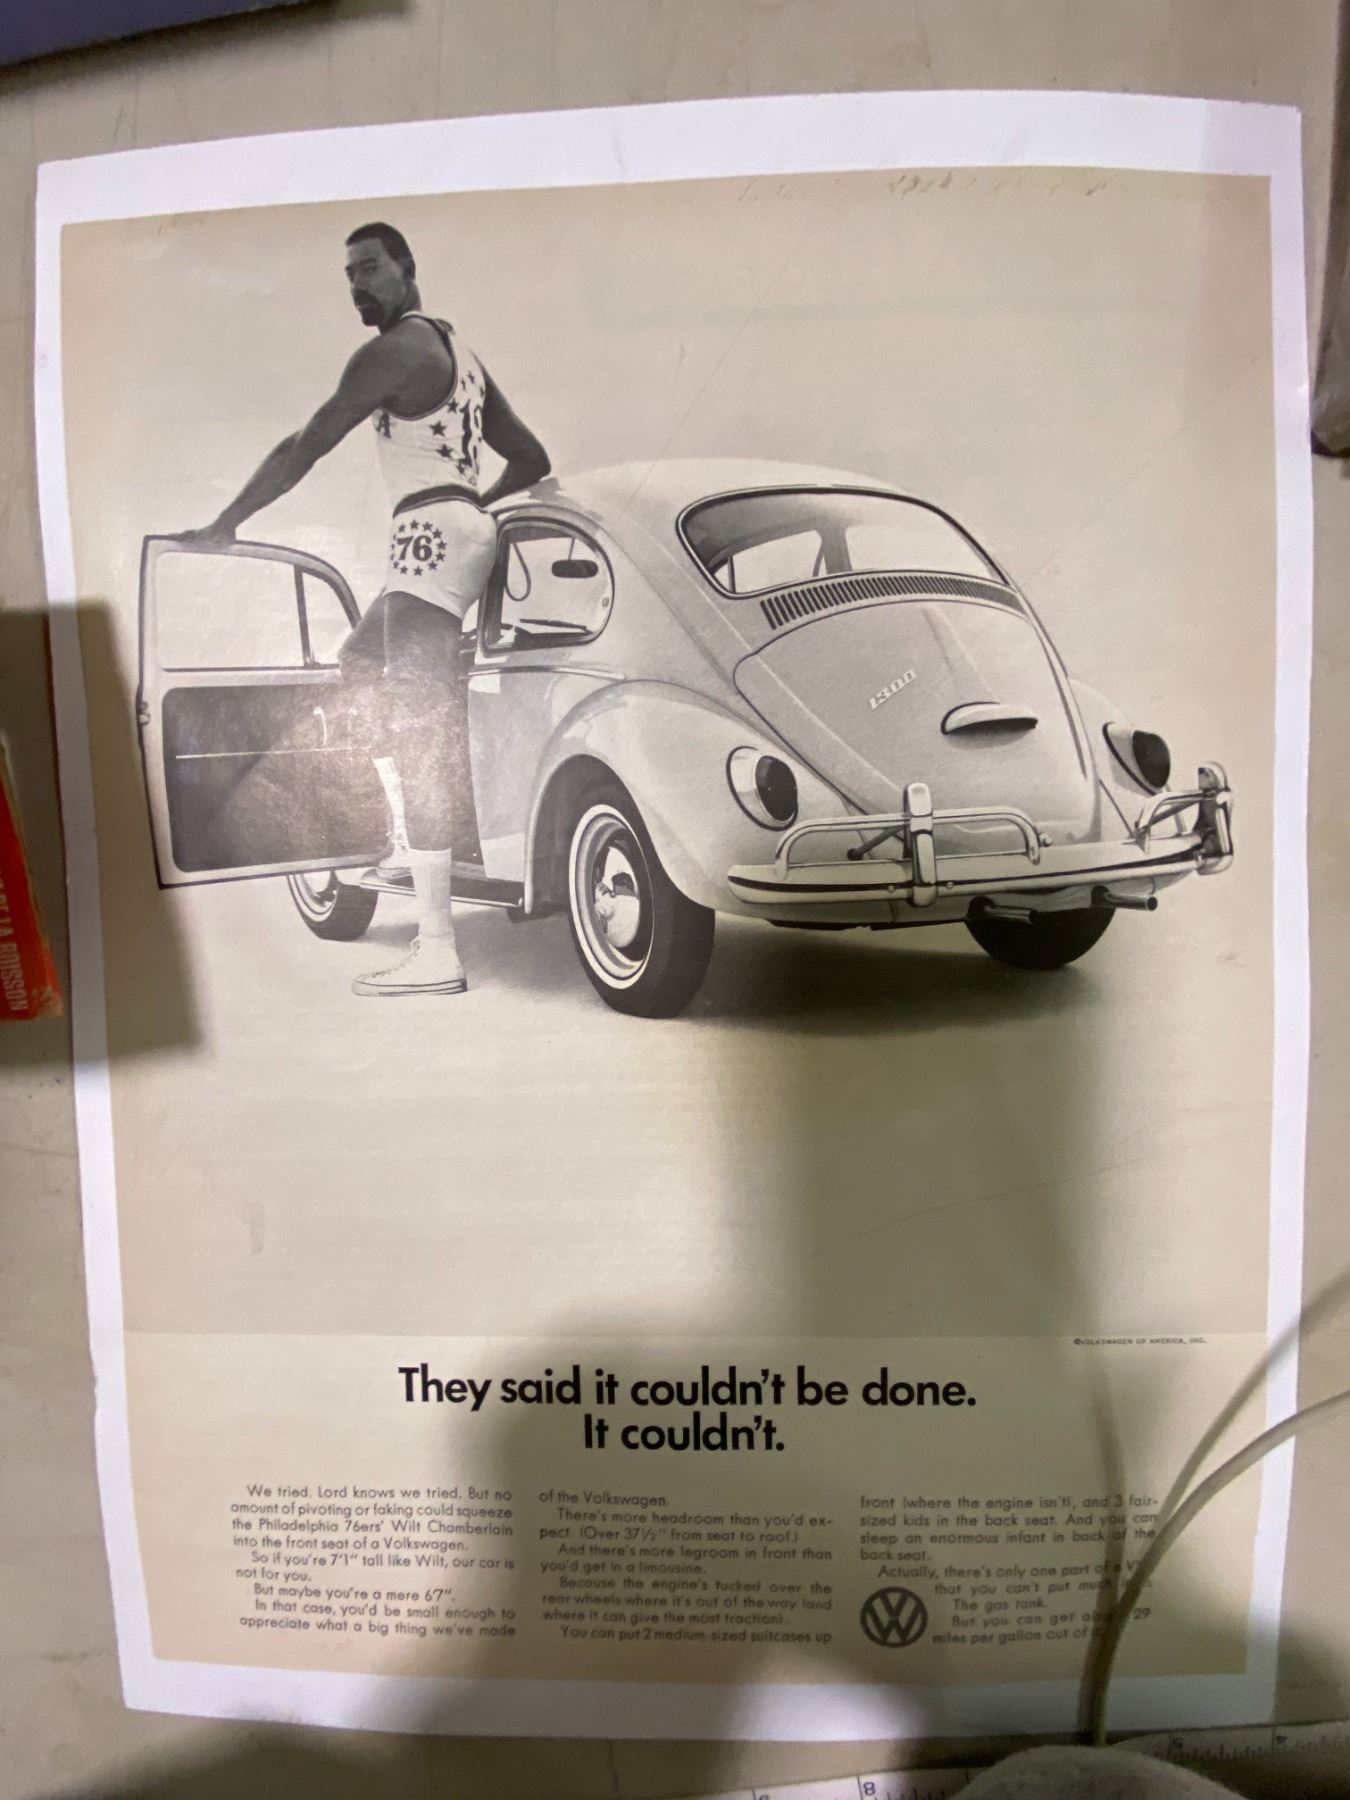 A
13
76
1300
©VOLKSWAGEN OF AMERICA, INC.
They said it couldn't be done.
It couldn't.
We tried. Lord knows we tried. But no
amount of pivoting or faking could squeeze
the Philadelphia 76ers' Wilt Chamberlain
into the front seat of a Volkswagen.
So if you're 7'1" tall like Wilt, our car is
not for you.
But maybe you're a mere 6'7".
In that case, you'd be small enough to
appreciate what a big thing we've made
of the Volkswagen.
There's more headroom than you'd ex-
pect. (Over 37½" from seat to roof.)
And there's more legroom in front than
you'd get in a limousine.
Because the engine's tucked over the
rear wheels where it's out of the way (and
where it can give the most traction).
You can put 2 medium-sized suitcases up
front (where the engine isn't), and 3 fair-
sized kids in the back seat. And you can
sleep an enormous infant in back of the
back seat.
Actually, there's only one part of a VW
that you can't put much
The gas tank.
But you can get 29
miles per gallon out of
VW
BOISSON
8